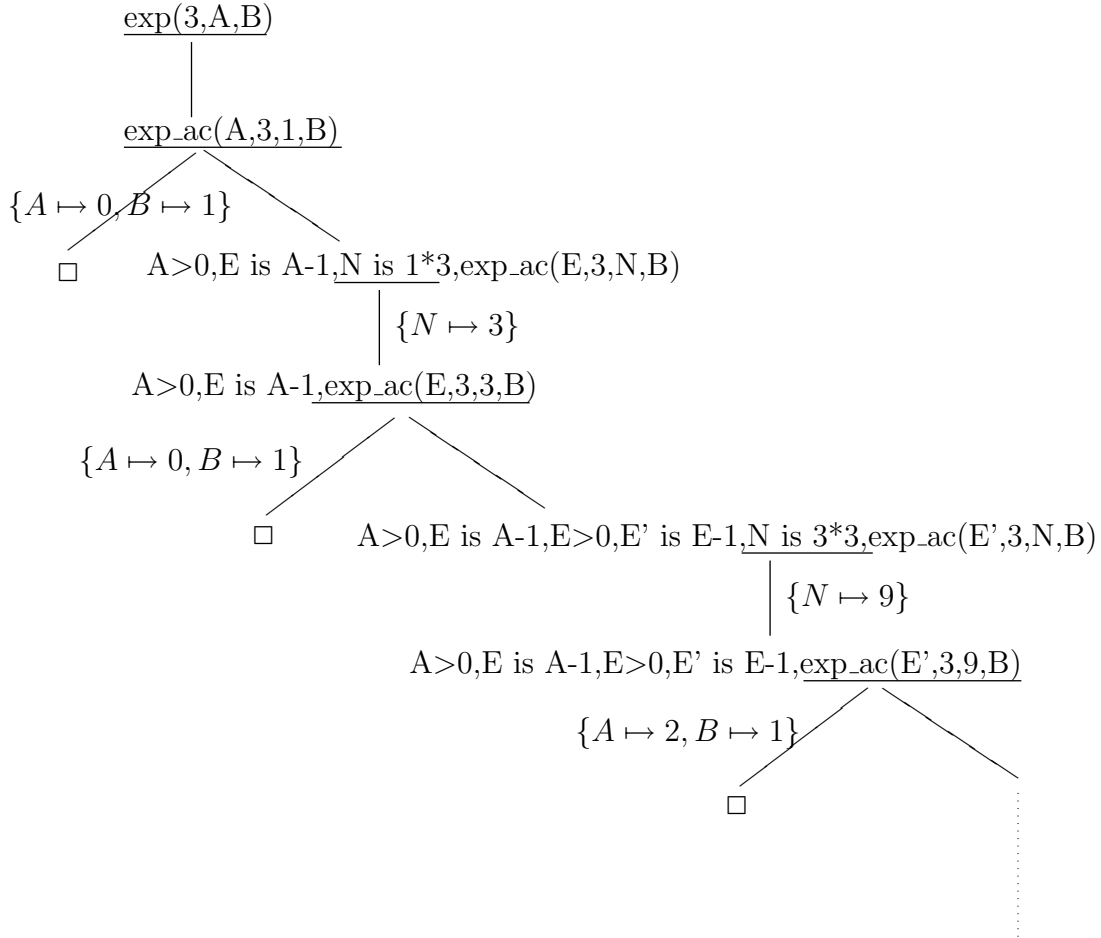 exp(3,A,B)
exp_ac(A,3,1,B)
{A ↦ 0, B ↦ 1}
A>0,E is A-1,N is 1*3,exp_ac(E,3,N,B)
{N ↦ 3}
A>0,E is A-1,exp_ac(E,3,3,B)
{A ↦ 0, B ↦ 1}
A>0,E is A-1,E>0,E' is E-1,N is 3*3,exp_ac(E',3,N,B)
{N ↦ 9}
A>0,E is A-1,E>0,E' is E-1,exp_ac(E',3,9,B)
{A ↦ 2, B ↦ 1}